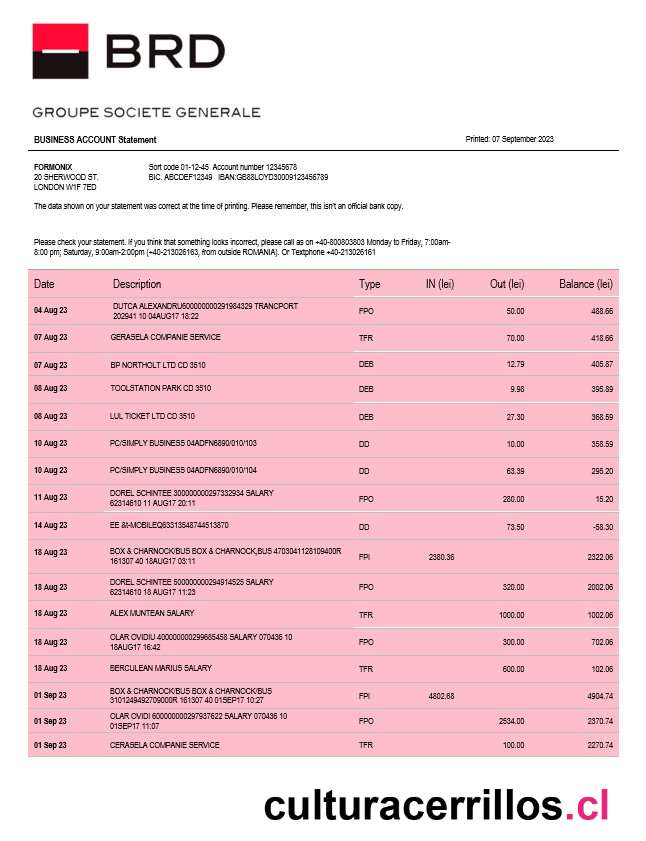 BRD
GROUPE SOCIETE GENERALE
BUSINESS ACCOUNT Statement Printed: 07 September 2023
FORMONIX Sort code 01-12-45 Account number 12345678
20 SHERWOOD ST. BIC. ABCDEF12349 IBAN:GB88LOYD30009123456789
LONDON W1F 7ED
The data shown on your statement was correct at the time of printing. Please remember, this isn't an official bank copy.
Please check your statement. If you think that something looks incorrect, please call as on +40-800803803 Monday to Friday, 7:00am-
8:00 pm; Saturday, 9:00am-2:00pm (+40-213026163, from outside ROMANIA). Or Textphone +40-213026161
Date Description Type IN (lei) Out (lei) Balance (lei)
04 Aug 23 DUTCA ALEXANDRU600000000291984329 TRANCPORT FPO 50.00 488.66
202941 10 04AUG17 18:22
07 Aug 23 GERASELA COMPANIE SERVICE TFR 70.00 418.66
07 Aug 23 BP NORTHOLT LTD CD 3510 DEB 12.79 405.87
08 Aug 23 TOOLSTATION PARK CD 3510 DEB 9.98 395.89
08 Aug 23 LUL TICKET LTD CD 3510 DEB 27.30 368.59
10 Aug 23 PC/SIMPLY BUSINESS 04ADFN6890/010/103 DD 10.00 358.59
10 Aug 23 PC/SIMPLY BUSINESS 04ADFN6890/010/104 DD 63.39 295.20
11 Aug 23 DOREL SCHINTEE 300000000297332934 SALARY FPO 280.00 15.20
62314610 11 AUG17 20:11
14 Aug 23 EE &t-MOBILEQ63313548744513870 DD 73.50 -58.30
18 Aug 23 BOX & CHARNOCK/BUS BOX & CHARNOCK,BUS 4703041128109400R FPI 2380.36 2322.06
161307 40 18AUG17 03:11
18 Aug 23 DOREL SCHINTEE 500000000294914525 SALARY FPO 320.00 2002.06
62314610 18 AUG17 11:23
18 Aug 23 ALEX MUNTEAN SALARY TFR 1000.00 1002.06
18 Aug 23 OLAR OVIDIU 400000000299685458 SALARY 070436 10 FPO 300.00 702.06
18AUG17 16:42
18 Aug 23 BERCULEAN MARIUS SALARY TFR 600.00 102.06
01 Sep 23 BOX & CHARNOCK/BUS BOX & CHARNOCK/BUS FPI 4802.68 4904.74
3101249492709000R 161307 40 01SEP17 10:27
01 Sep 23 OLAR OVIDI 600000000297937622 SALARY 070436 10 FPO 2534.00 2370.74
01SEP17 11:07
01 Sep 23 CERASELA COMPANIE SERVICE TFR 100.00 2270.74
culturacerrillos.cl